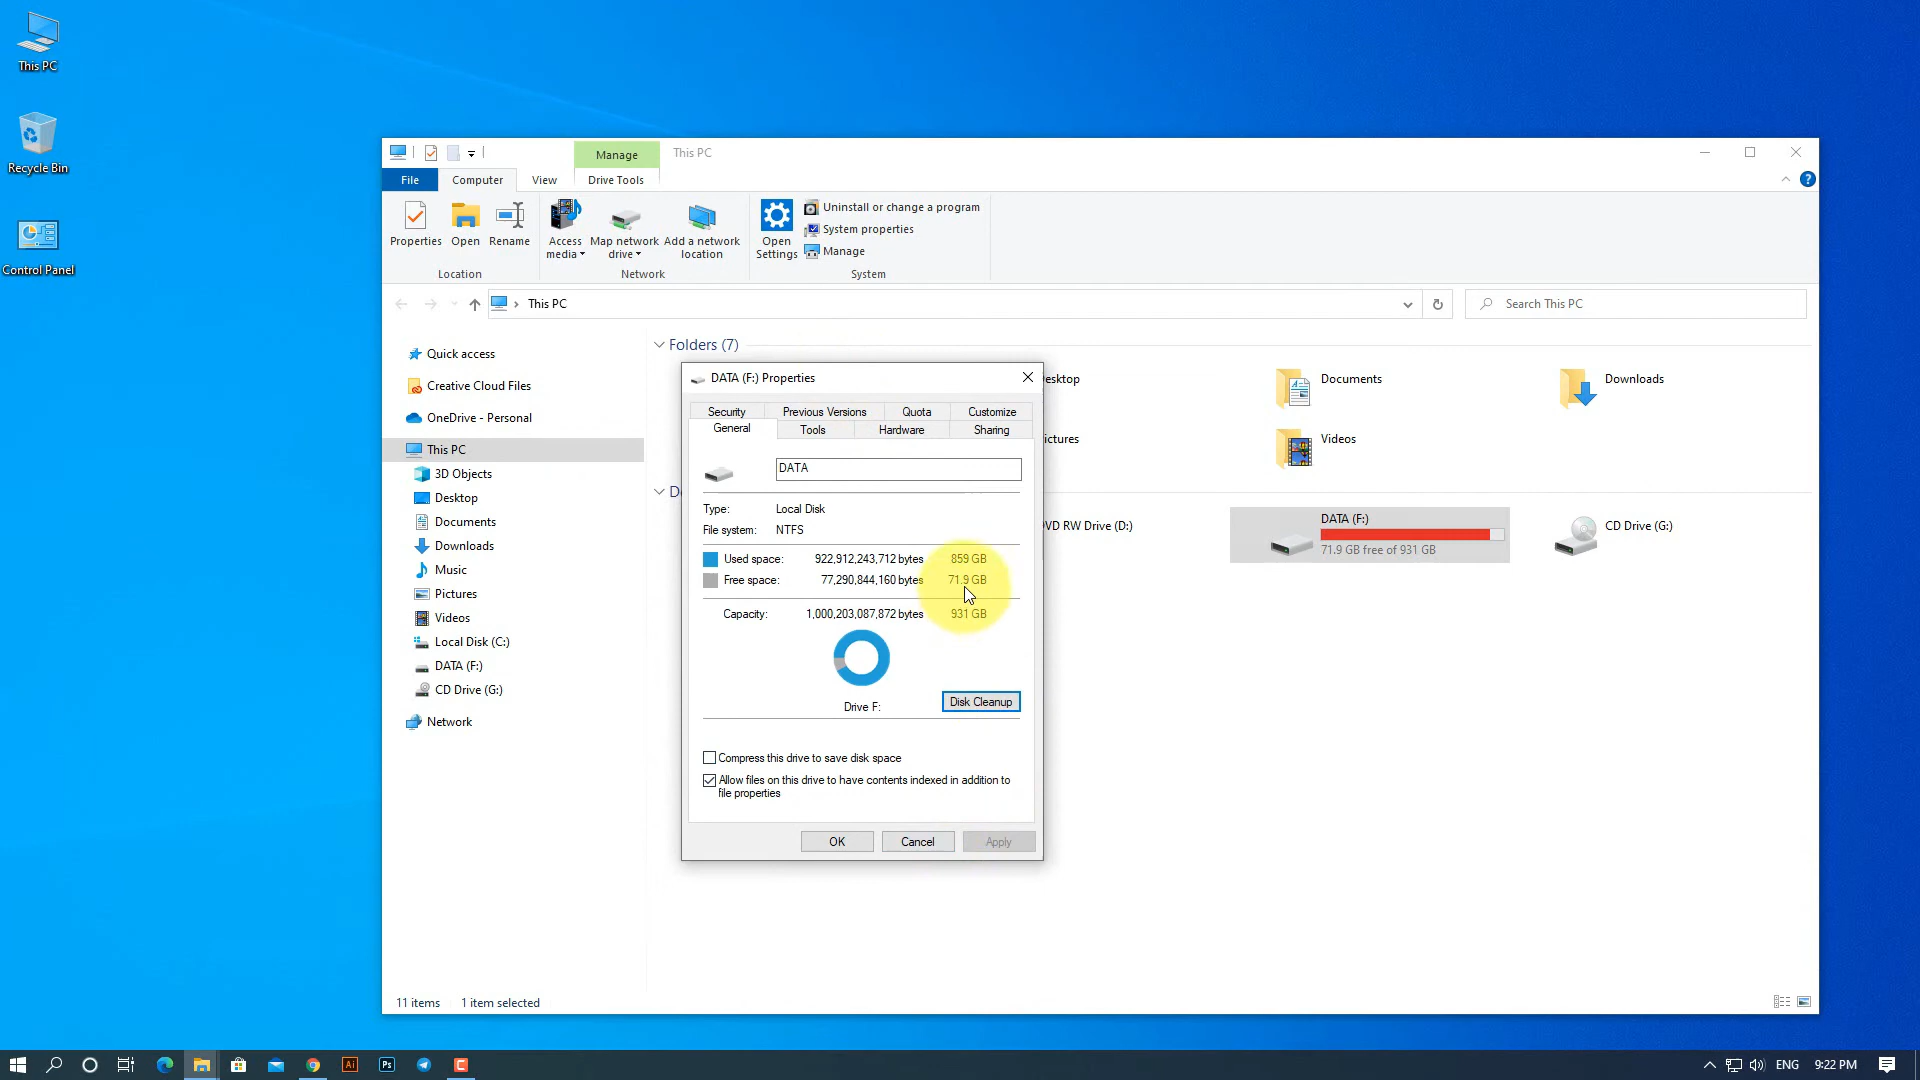 This PC
Recycle Bin
Control Panel
Manage
This PC
File
Computer
View
Drive Tools
Properties
Open
Rename
Access media
Map network drive
Add a network location
Open Settings
Uninstall or change a program
System properties
Manage
Location
Network
System
This PC
Search This PC
Quick access
Creative Cloud Files
OneDrive - Personal
This PC
3D Objects
Desktop
Documents
Downloads
Music
Pictures
Videos
Local Disk (C:)
DATA (F:)
CD Drive (G:)
Network
Folders (7)
esktop
Documents
Downloads
ictures
Videos
D
VD RW Drive (D:)
DATA (F:)
71.9 GB free of 931 GB
CD Drive (G:)
DATA (F:) Properties
Security
Previous Versions
Quota
Customize
General
Tools
Hardware
Sharing
DATA
Type: Local Disk
File system: NTFS
Used space: 922,912,243,712 bytes 859 GB
Free space: 77,290,844,160 bytes 71.9 GB
Capacity: 1,000,203,087,872 bytes 931 GB
Drive F:
Disk Cleanup
Compress this drive to save disk space
Allow files on this drive to have contents indexed in addition to
file properties
OK
Cancel
Apply
11 items
1 item selected
Ai
Ps
C
ENG
9:22 PM